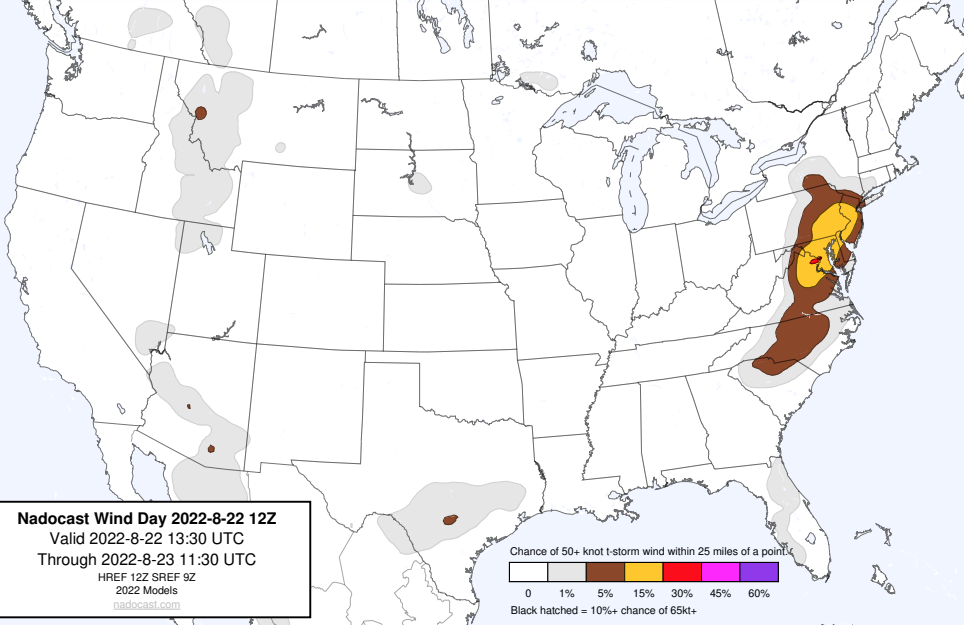 Nadocast Wind Day 2022-8-22 12Z
Valid 2022-8-22 13:30 UTC
Through 2022-8-23 11:30 UTC
HREF 12Z SREF 9Z
2022 Models
nadocast.com
Chance of 50+ knot t-storm wind within 25 miles of a point.
0 1% 5% 15% 30% 45% 60%
Black hatched = 10%+ chance of 65kt+